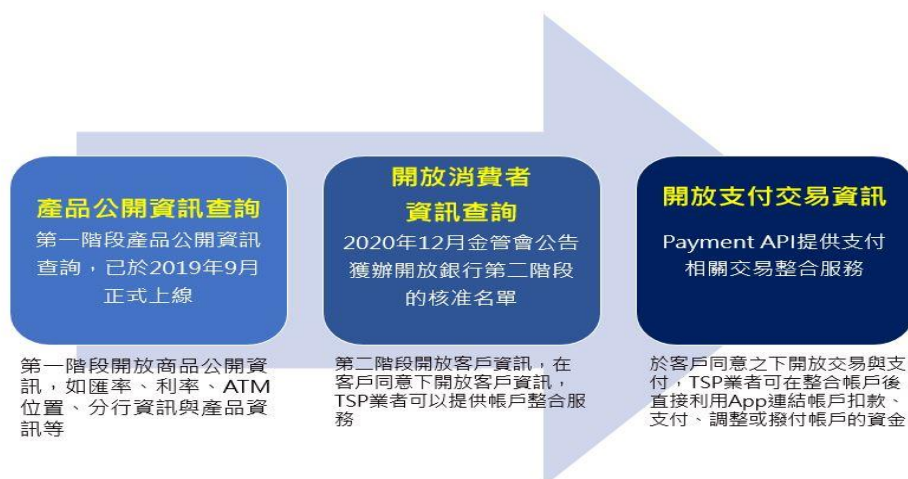 產品公開資訊查詢
第一階段產品公開資訊
查詢，已於2019年9月
正式上線
第一階段開放商品公開資
訊，如匯率、利率、ATM
位置、分行資訊與產品資
訊等
開放消費者
資訊查詢
2020年12月金管會公告
獲辦開放銀行第二階段
的核准名單
第二階段開放客戶資訊，在
客戶同意下開放客戶資訊，
TSP業者可以提供帳戶整合服
務
開放支付交易資訊
Payment API提供支付
相關交易整合服務
於客戶同意之下開放交易與支
付，TSP業者可在整合帳戶後
直接利用App連結帳戶扣款、
支付、調整或撥付帳戶的資金